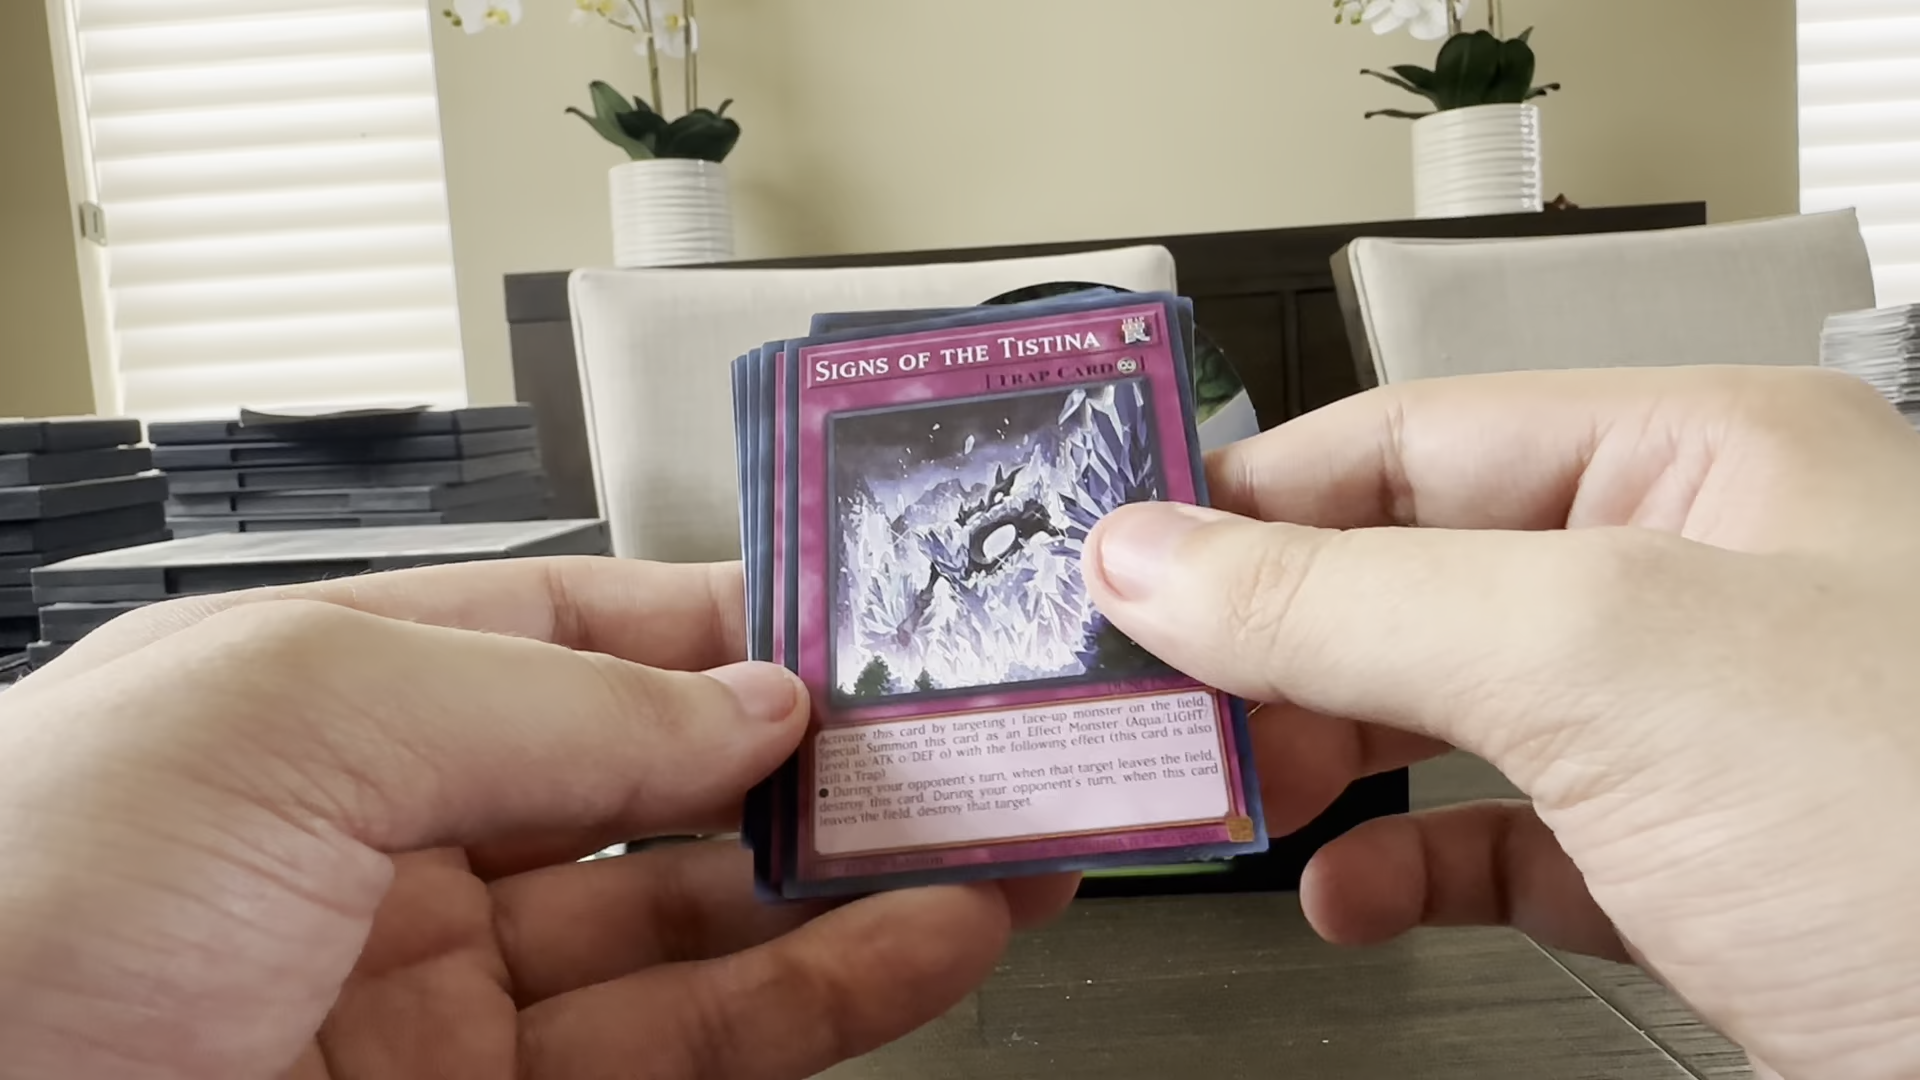 SIGNS OF THE TISTINA
TRAP
[TRAP CARD]
Activate this card by targeting 1 face-up monster on the field;
Special Summon this card as an Effect Monster (Aqua/LIGHT/
Level 10/ATK 0/DEF 0) with the following effect (this card is also
still a Trap).
● During your opponent's turn, when that target leaves the field,
destroy this card. During your opponent's turn, when this card
leaves the field, destroy that target.